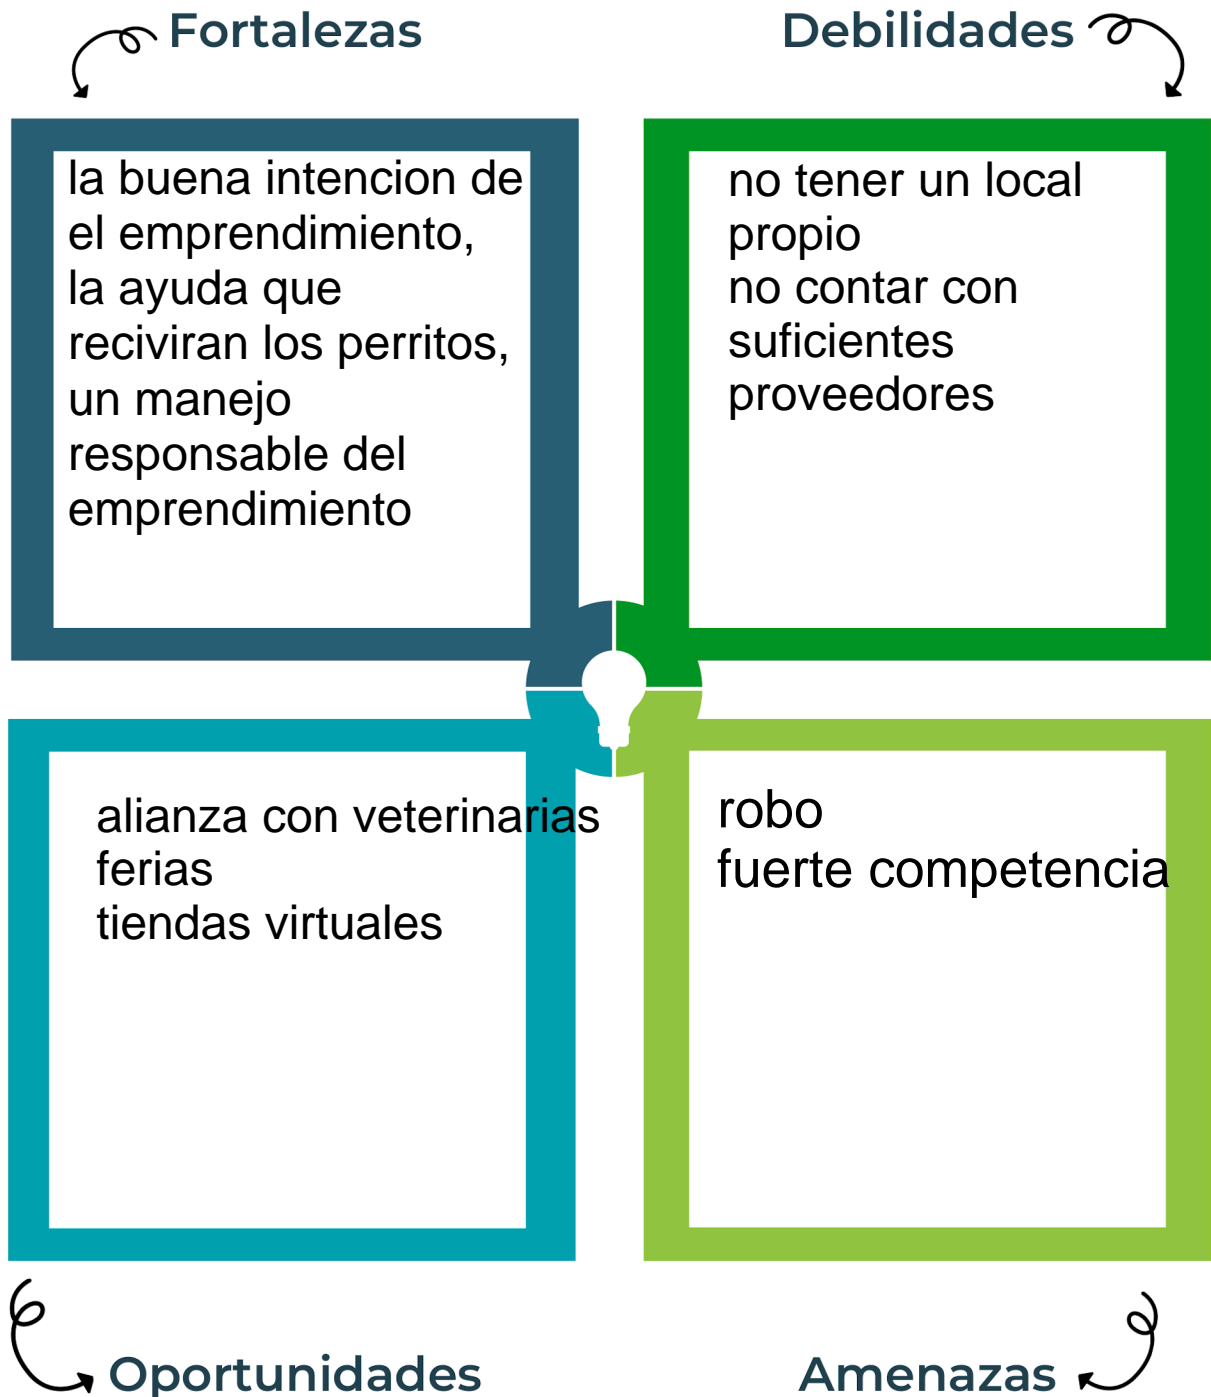 Fortalezas
la buena intencion de
el emprendimiento,
la ayuda que
reciviran los perritos,
un manejo
responsable del
emprendimiento
Debilidades
no tener un local
propio
no contar con
suficientes
proveedores
alianza con veterinarias
ferias
tiendas virtuales
Oportunidades
robo
fuerte competencia
Amenazas